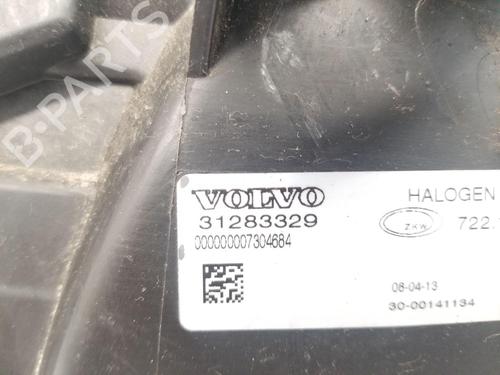 B-PARTS
VOLVO
31283329
000000007304684
HALOGEN
ZKW
722.
08-04-13
30-00141134